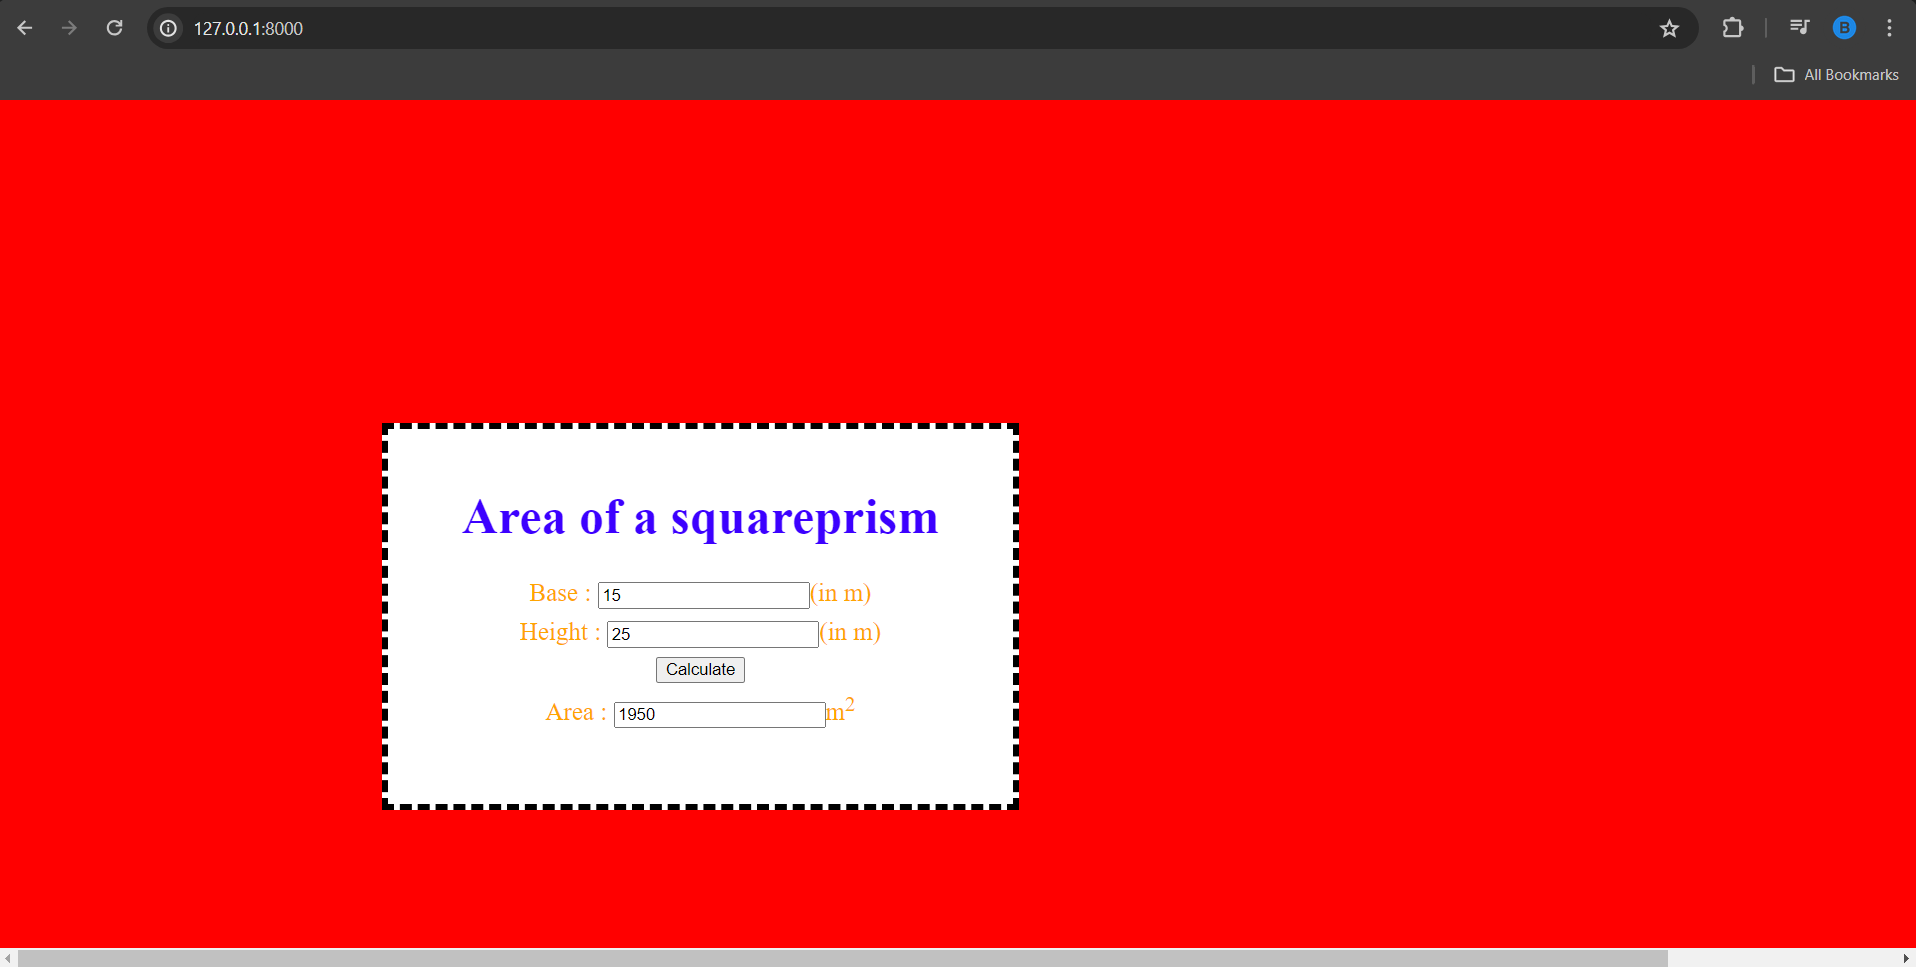 127.0.0.1:8000
B
All Bookmarks
Area of a squareprism
Base : 15 (in m)
Height : 25 (in m)
Calculate
Area : 1950 m²